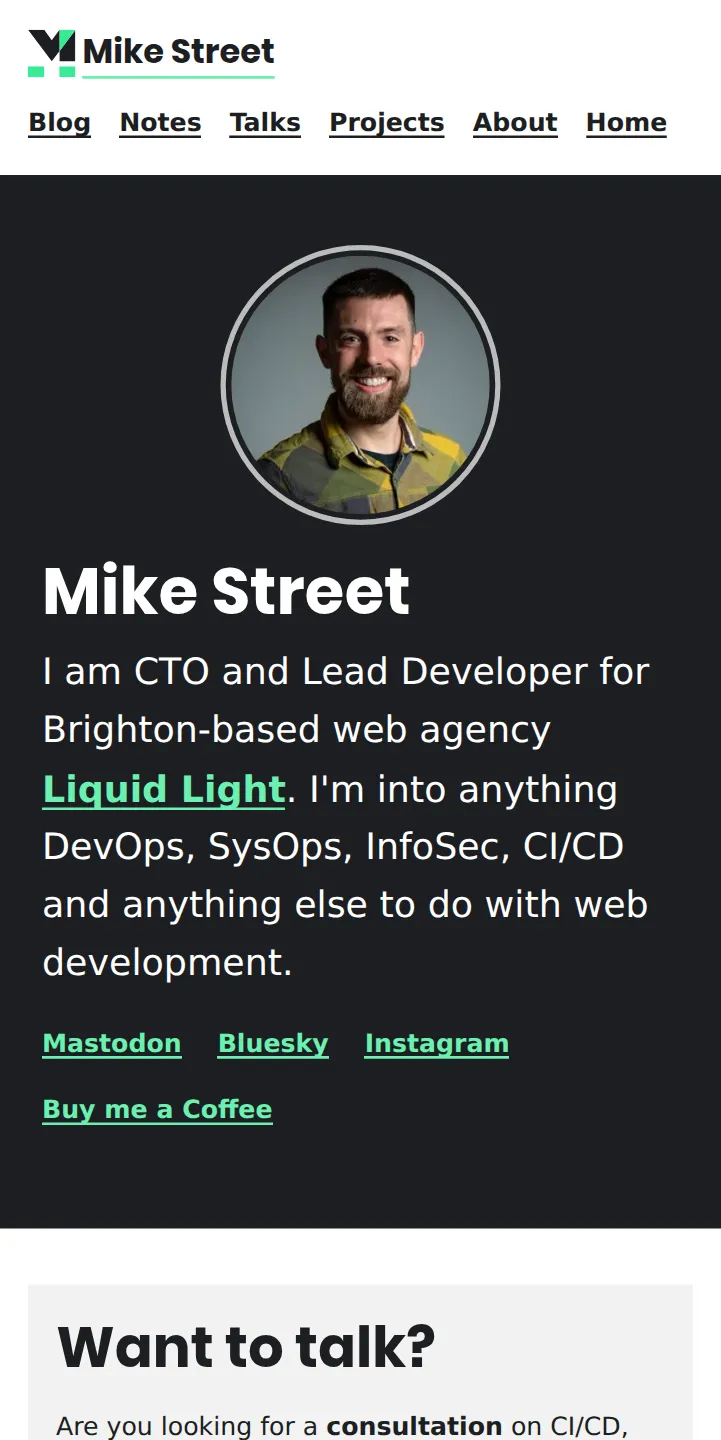 Mike Street
Blog Notes Talks Projects About Home
Mike Street
I am CTO and Lead Developer for
Brighton-based web agency
Liquid Light. I'm into anything
DevOps, SysOps, InfoSec, CI/CD
and anything else to do with web
development.
Mastodon Bluesky Instagram
Buy me a Coffee
Want to talk?
Are you looking for a consultation on CI/CD,